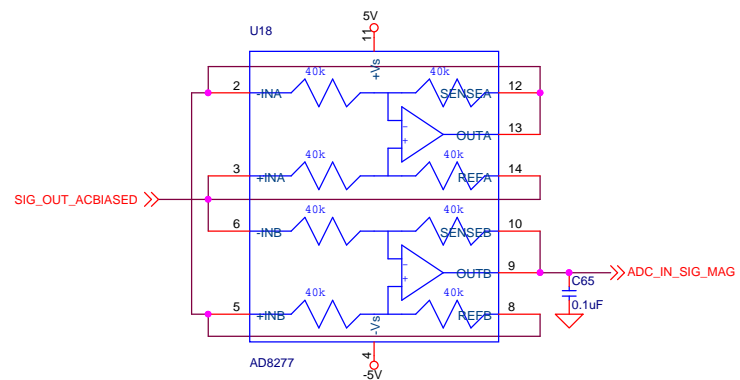 5V
U18
11
+Vs
40k
40k
2
-INA
SENSEA
12
OUTA
13
40k
40k
3
+INA
REFA
14
SIG_OUT_ACBIASED
40k
40k
6
-INB
SENSEB
10
OUTB
9
ADC_IN_SIG_MAG
C65
40k
40k
5
+INB
REFB
8
0.1uF
-Vs
4
AD8277
-5V